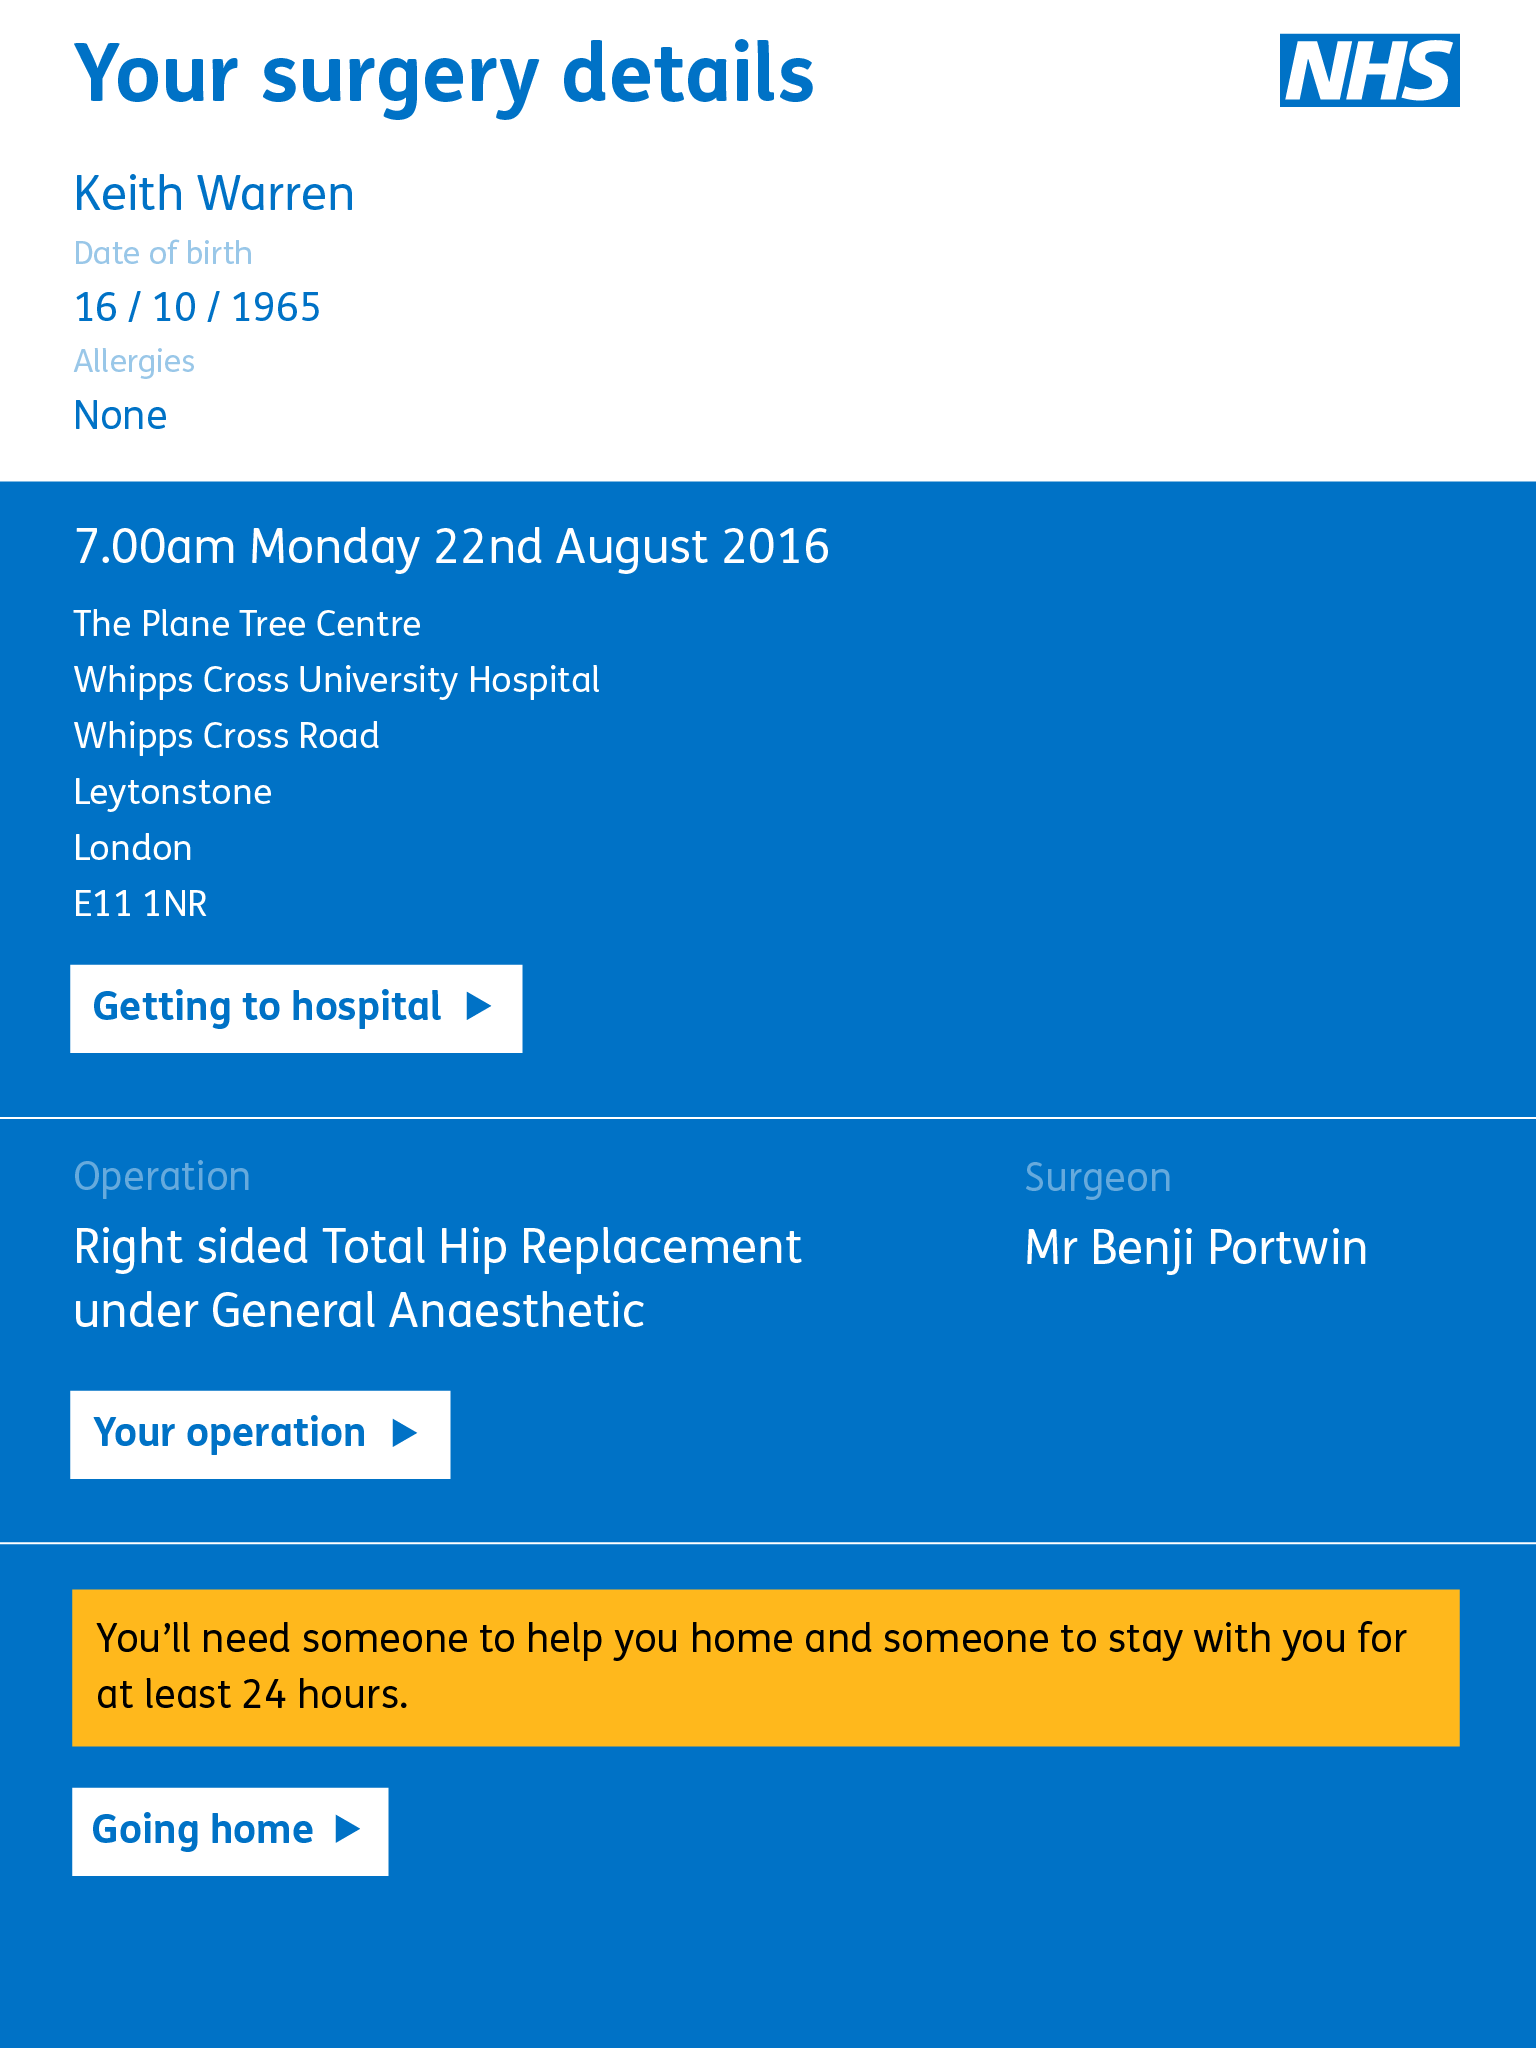 Your surgery details
NHS
Keith Warren
Date of birth
16 / 10 / 1965
Allergies
None
7.00am Monday 22nd August 2016
The Plane Tree Centre
Whipps Cross University Hospital
Whipps Cross Road
Leytonstone
London
E11 1NR
Getting to hospital
Operation
Right sided Total Hip Replacement
under General Anaesthetic
Surgeon
Mr Benji Portwin
Your operation
You’ll need someone to help you home and someone to stay with you for
at least 24 hours.
Going home